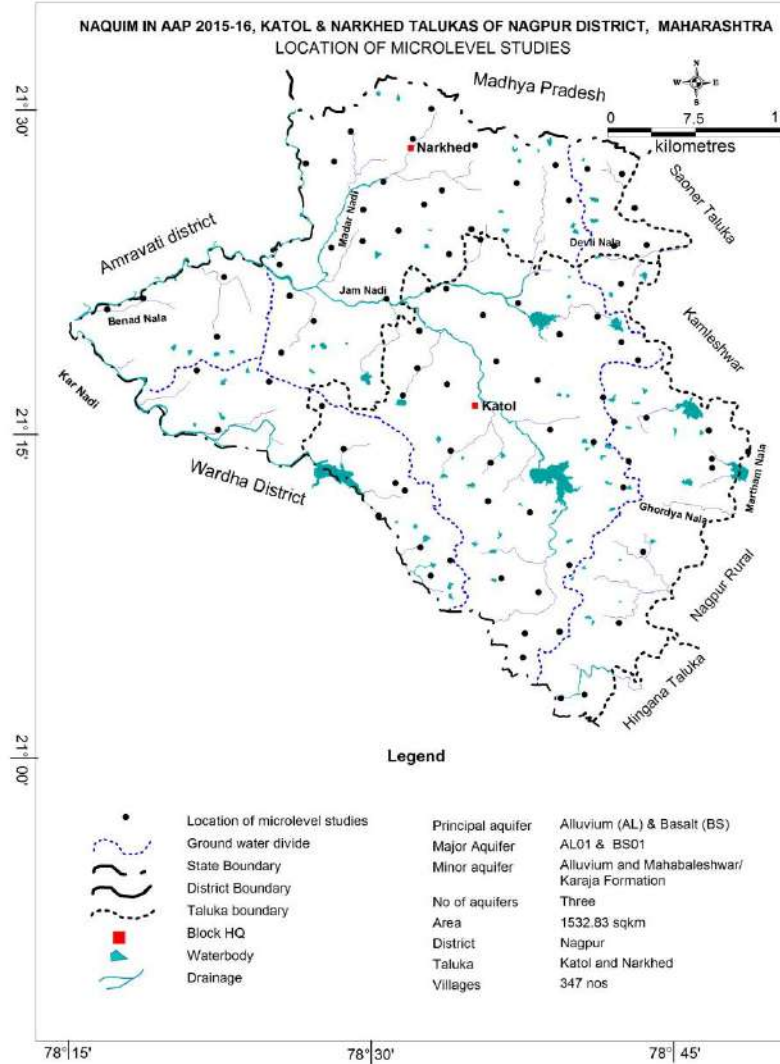 NAQUIM IN AAP 2015-16, KATOL & NARKHED TALUKAS OF NAGPUR DISTRICT, MAHARASHTRA
LOCATION OF MICROLEVEL STUDIES
Madhya Pradesh
N
W E
S
0 7.5 1
kilometres
21° 30'
Narkhed
Saoner Taluka
Madar Nadi
Amravati district
Devli Nala
Jam Nadi
Benad Nala
Kamleshwar
Kar Nadi
Katol
21° 15'
Wardha District
Martham Nala
Ghordya Nala
Nagpur Rural
Hingana Taluka
21° 00'
Legend
Location of microlevel studies
Ground water divide
State Boundary
District Boundary
Taluka boundary
Block HQ
Waterbody
Drainage
Principal aquifer Alluvium (AL) & Basalt (BS)
Major Aquifer AL01 & BS01
Minor aquifer Alluvium and Mahabaleshwar/
Karaja Formation
No of aquifers Three
Area 1532.83 sqkm
District Nagpur
Taluka Katol and Narkhed
Villages 347 nos
78° 15' 78° 30' 78° 45'